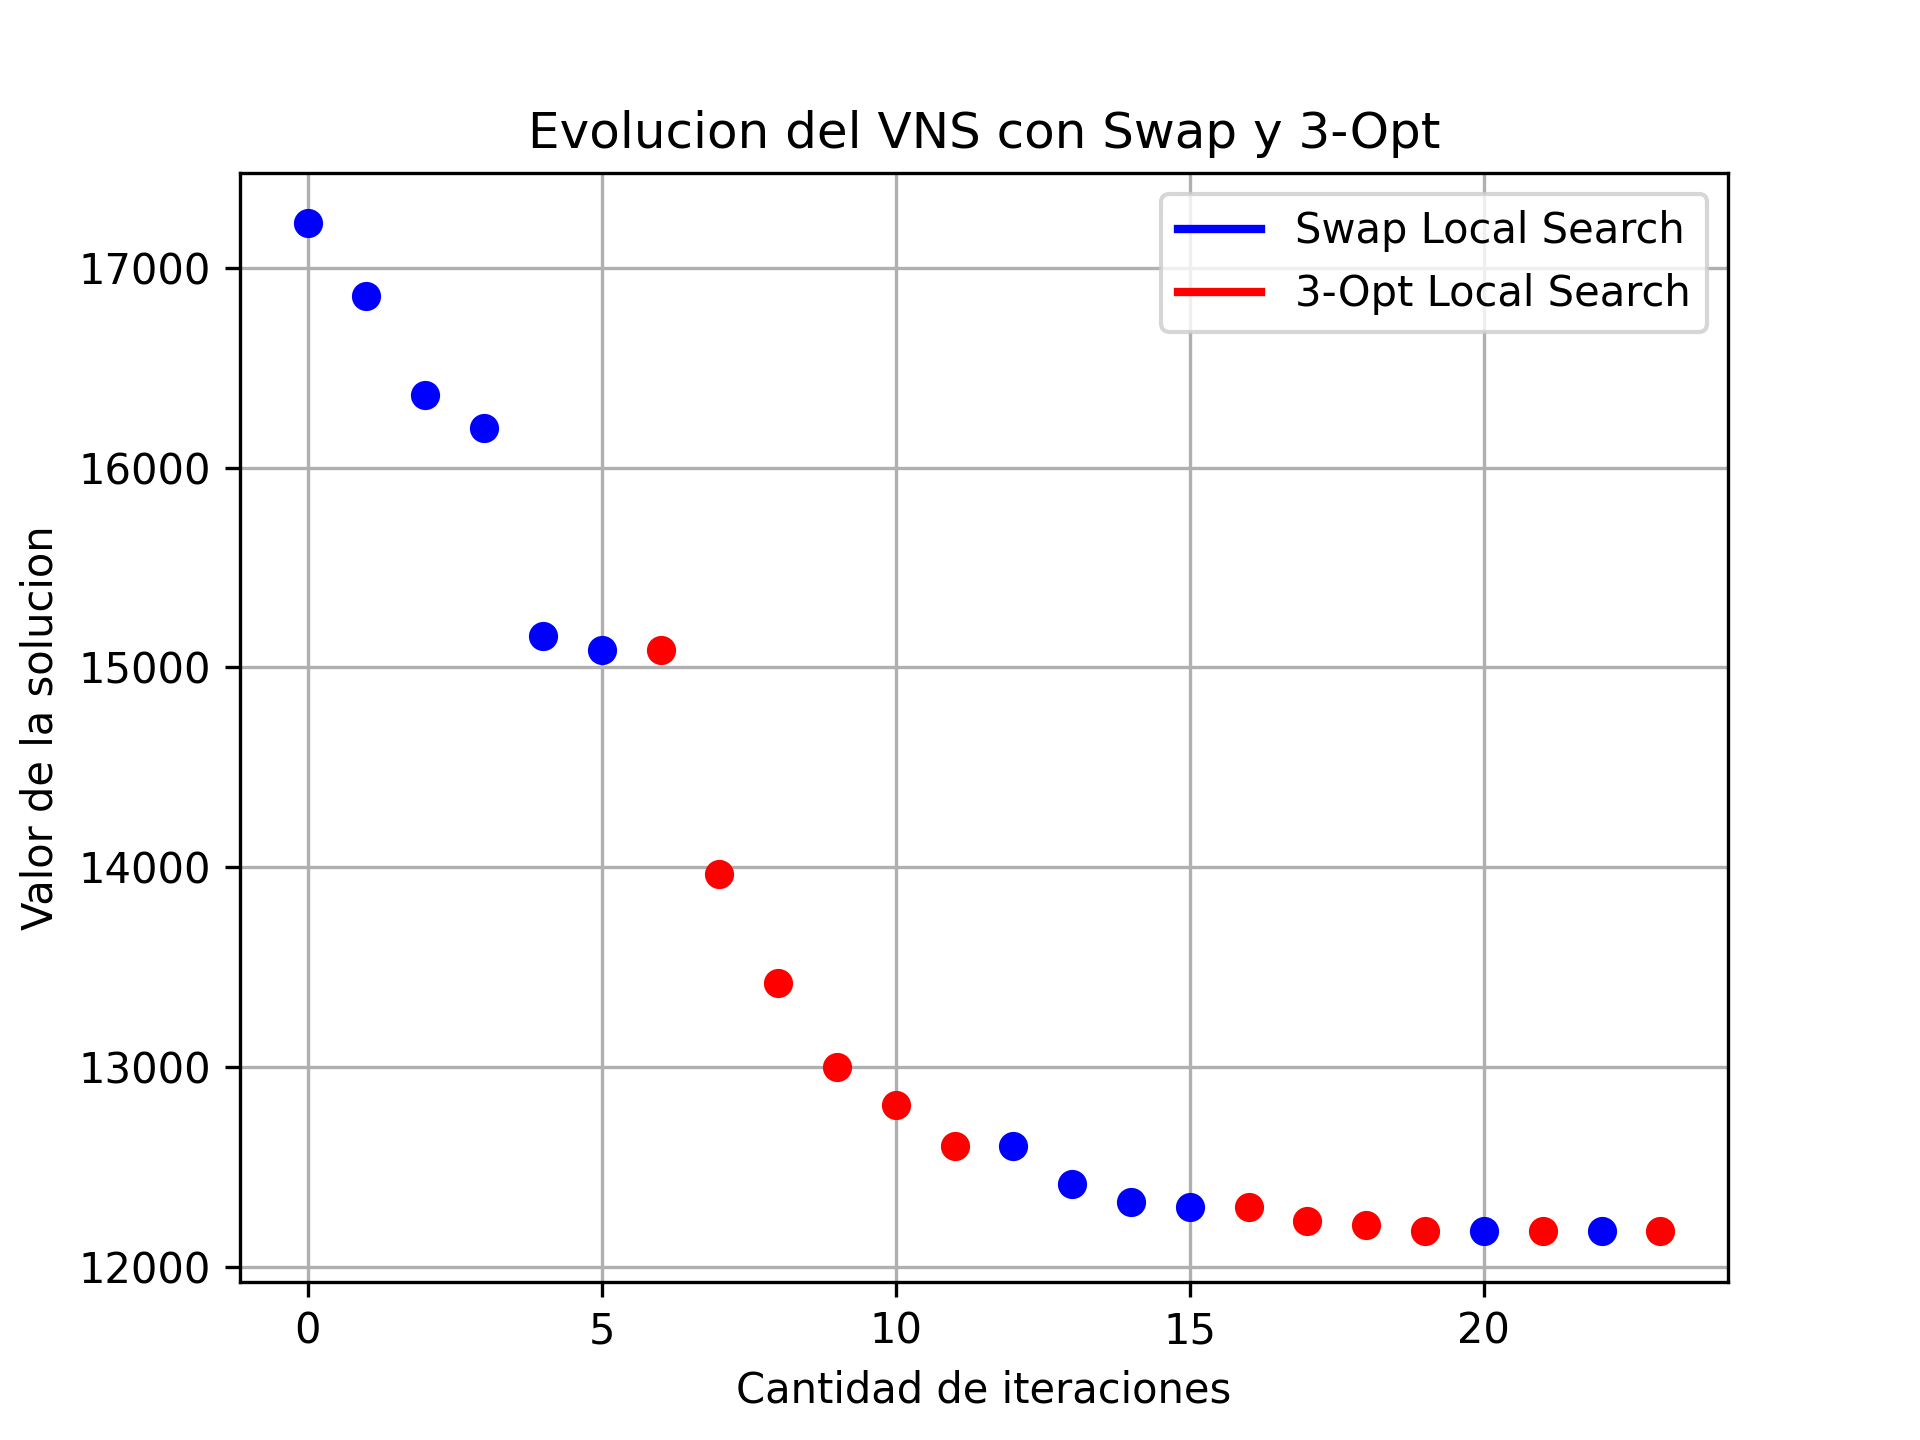 Evolucion del VNS con Swap y 3-Opt
Swap Local Search
3-Opt Local Search
Valor de la solucion
17000
16000
15000
14000
13000
12000
0 5 10 15 20
Cantidad de iteraciones